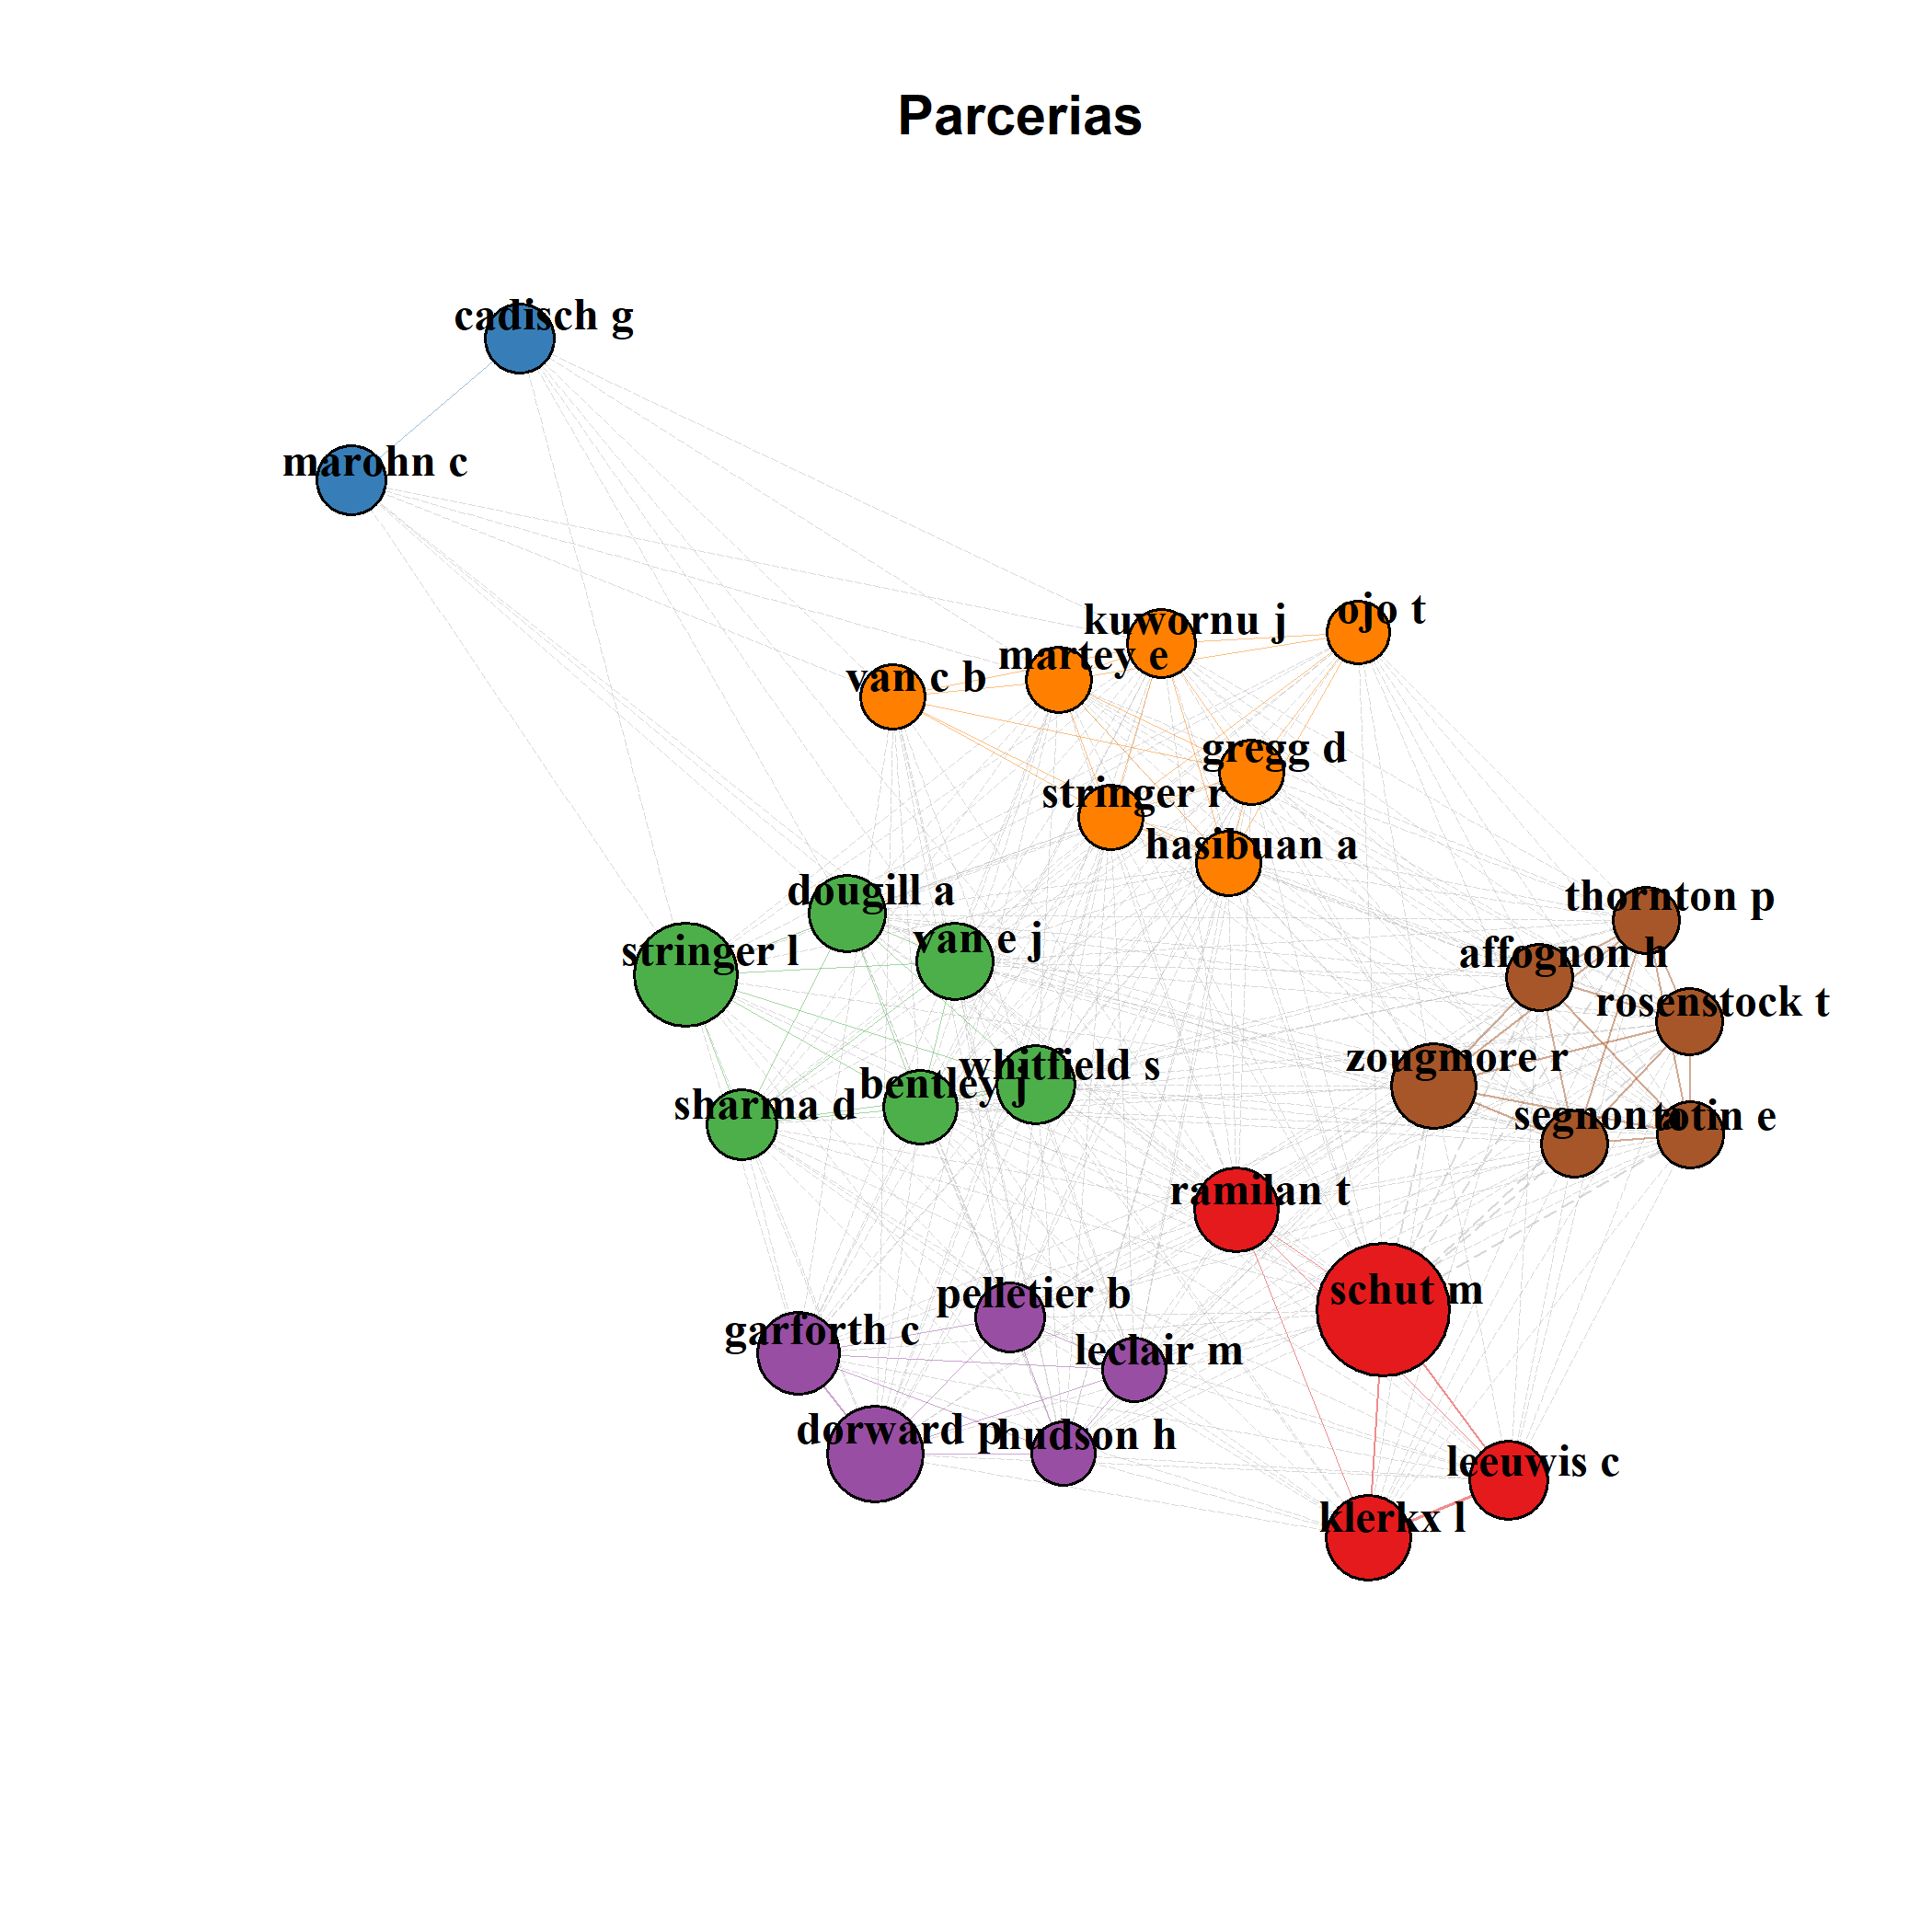 Parcerias
cadisch g
marohn c
ojo t
kuwornu j
martey e
van c b
gregg d
stringer r
hasibuan a
dougill a
thornton p
van e j
stringer l
affognon h
rosenstock t
zougmore r
whitfield s
bentley j
sharma d
segnon a
totin e
ramilan t
schut m
pelletier b
garforth c
leclair m
dorward p
hudson h
leeuwis c
klerkx l